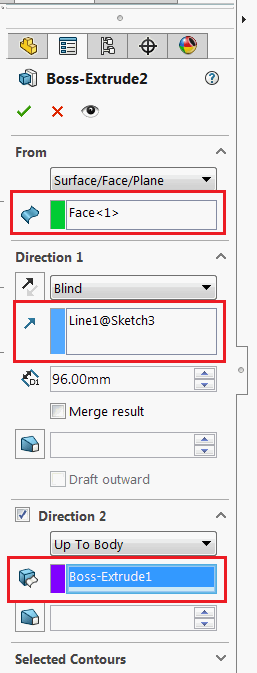 Boss-Extrude2
From
Surface/Face/Plane
Face<1>
Direction 1
Blind
Line1@Sketch3
D1
96.00mm
Merge result
Draft outward
Direction 2
Up To Body
Boss-Extrude1
Selected Contours